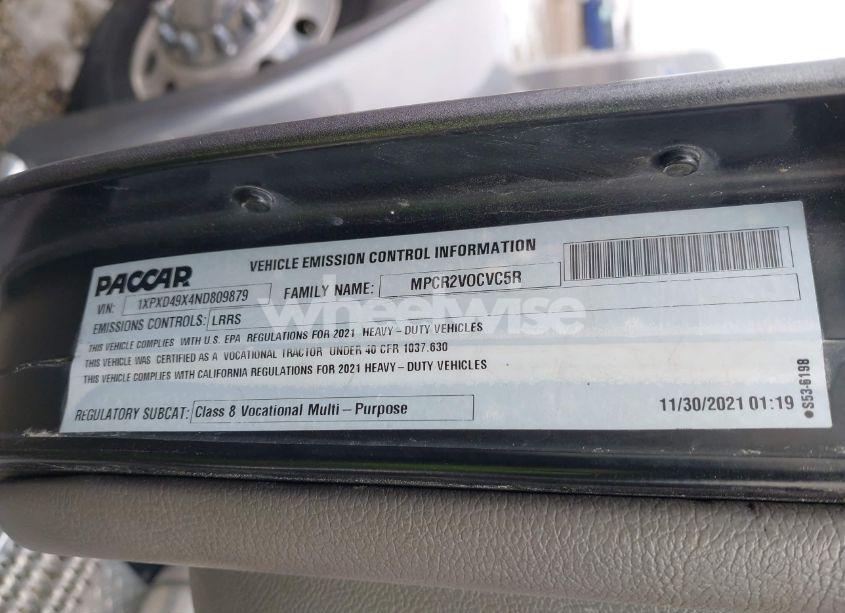 PACCAR
VEHICLE EMISSION CONTROL INFORMATION
VIN: 1XPXD49X4ND809879 FAMILY NAME: MPCR2VOCVC5R
EMISSIONS CONTROLS: LRRS
THIS VEHICLE COMPLIES WITH U.S. EPA REGULATIONS FOR 2021 HEAVY-DUTY VEHICLES
THIS VEHICLE WAS CERTIFIED AS A VOCATIONAL TRACTOR UNDER 40 CFR 1037.630
THIS VEHICLE COMPLIES WITH CALIFORNIA REGULATIONS FOR 2021 HEAVY-DUTY VEHICLES
REGULATORY SUBCAT: Class 8 Vocational Multi-Purpose
11/30/2021 01:19
●S53-6198
wheelwise